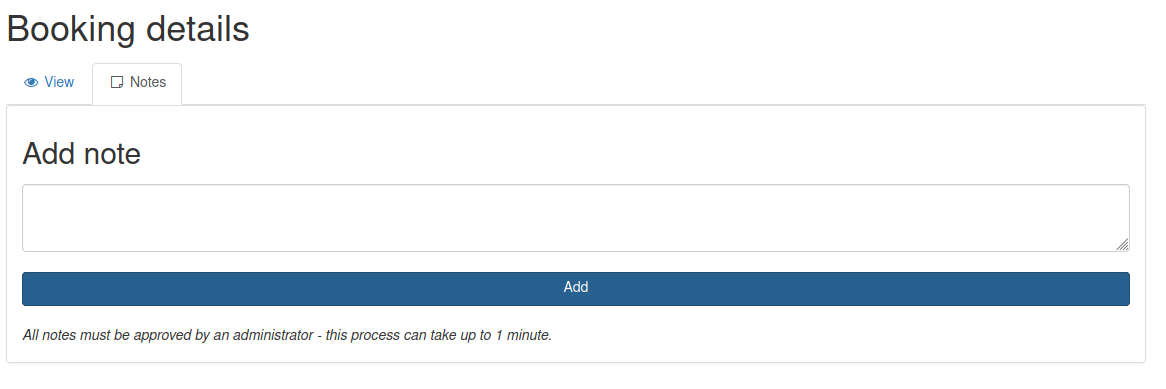 Booking details
View Notes
Add note
Add
All notes must be approved by an administrator - this process can take up to 1 minute.